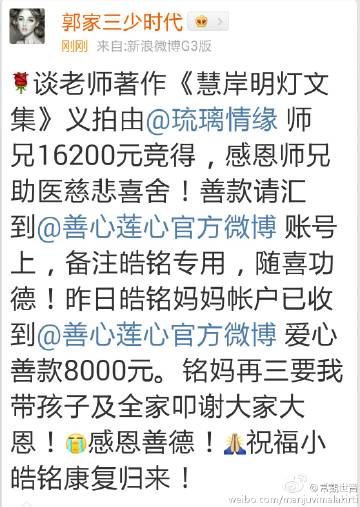 郭家三少时代
刚刚 来自:新浪微博G3版
谈老师著作《慧岸明灯文
集》义拍由@琉璃情缘 师
兄16200元竞得，感恩师兄
助医慈悲喜舍！善款请汇
到@善心莲心官方微博 账号
上，备注皓铭专用，随喜功
德！昨日皓铭妈妈帐户已收
到@善心莲心官方微博 爱心
善款8000元。铭妈再三要我
带孩子及全家叩谢大家大
恩！感恩善德！祝福小
皓铭康复归来！
@常觀世音
weibo.com/manjuvimalakirti